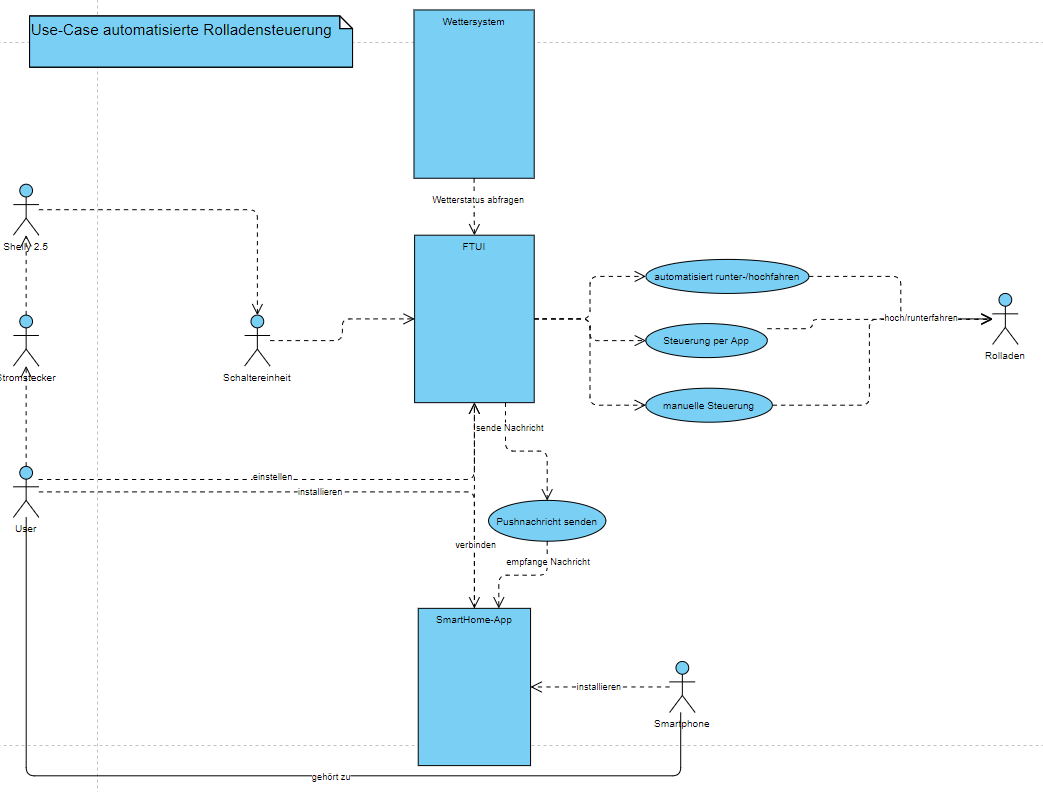 Use-Case automatisierte Rolladensteuerung
Wettersystem
Wetterstatus abfragen
Shelly 2.5
FTUI
automatisiert runter-/hochfahren
hoch/runterfahren
Steuerung per App
Rolladen
Stromstecker
Schaltereinheit
manuelle Steuerung
sende Nachricht
einstellen
installieren
Pushnachricht senden
User
verbinden
empfange Nachricht
SmartHome-App
installieren
Smartphone
gehört zu